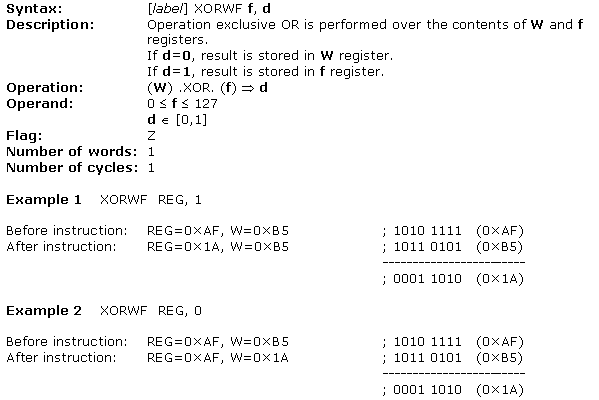 Syntax: [label] XORWF f, d
Description: Operation exclusive OR is performed over the contents of W and f
registers.
If d=0, result is stored in W register.
If d=1, result is stored in f register.
Operation: (W) .XOR. (f) ⇒ d
Operand: 0 ≤ f ≤ 127
d ∈ [0,1]
Flag: Z
Number of words: 1
Number of cycles: 1
Example 1 XORWF REG, 1
Before instruction: REG=0×AF, W=0×B5 ; 1010 1111 (0×AF)
After instruction: REG=0×1A, W=0×B5 ; 1011 0101 (0×B5)
------------------------
; 0001 1010 (0×1A)
Example 2 XORWF REG, 0
Before instruction: REG=0×AF, W=0×B5 ; 1010 1111 (0×AF)
After instruction: REG=0×AF, W=0×1A ; 1011 0101 (0×B5)
------------------------
; 0001 1010 (0×1A)